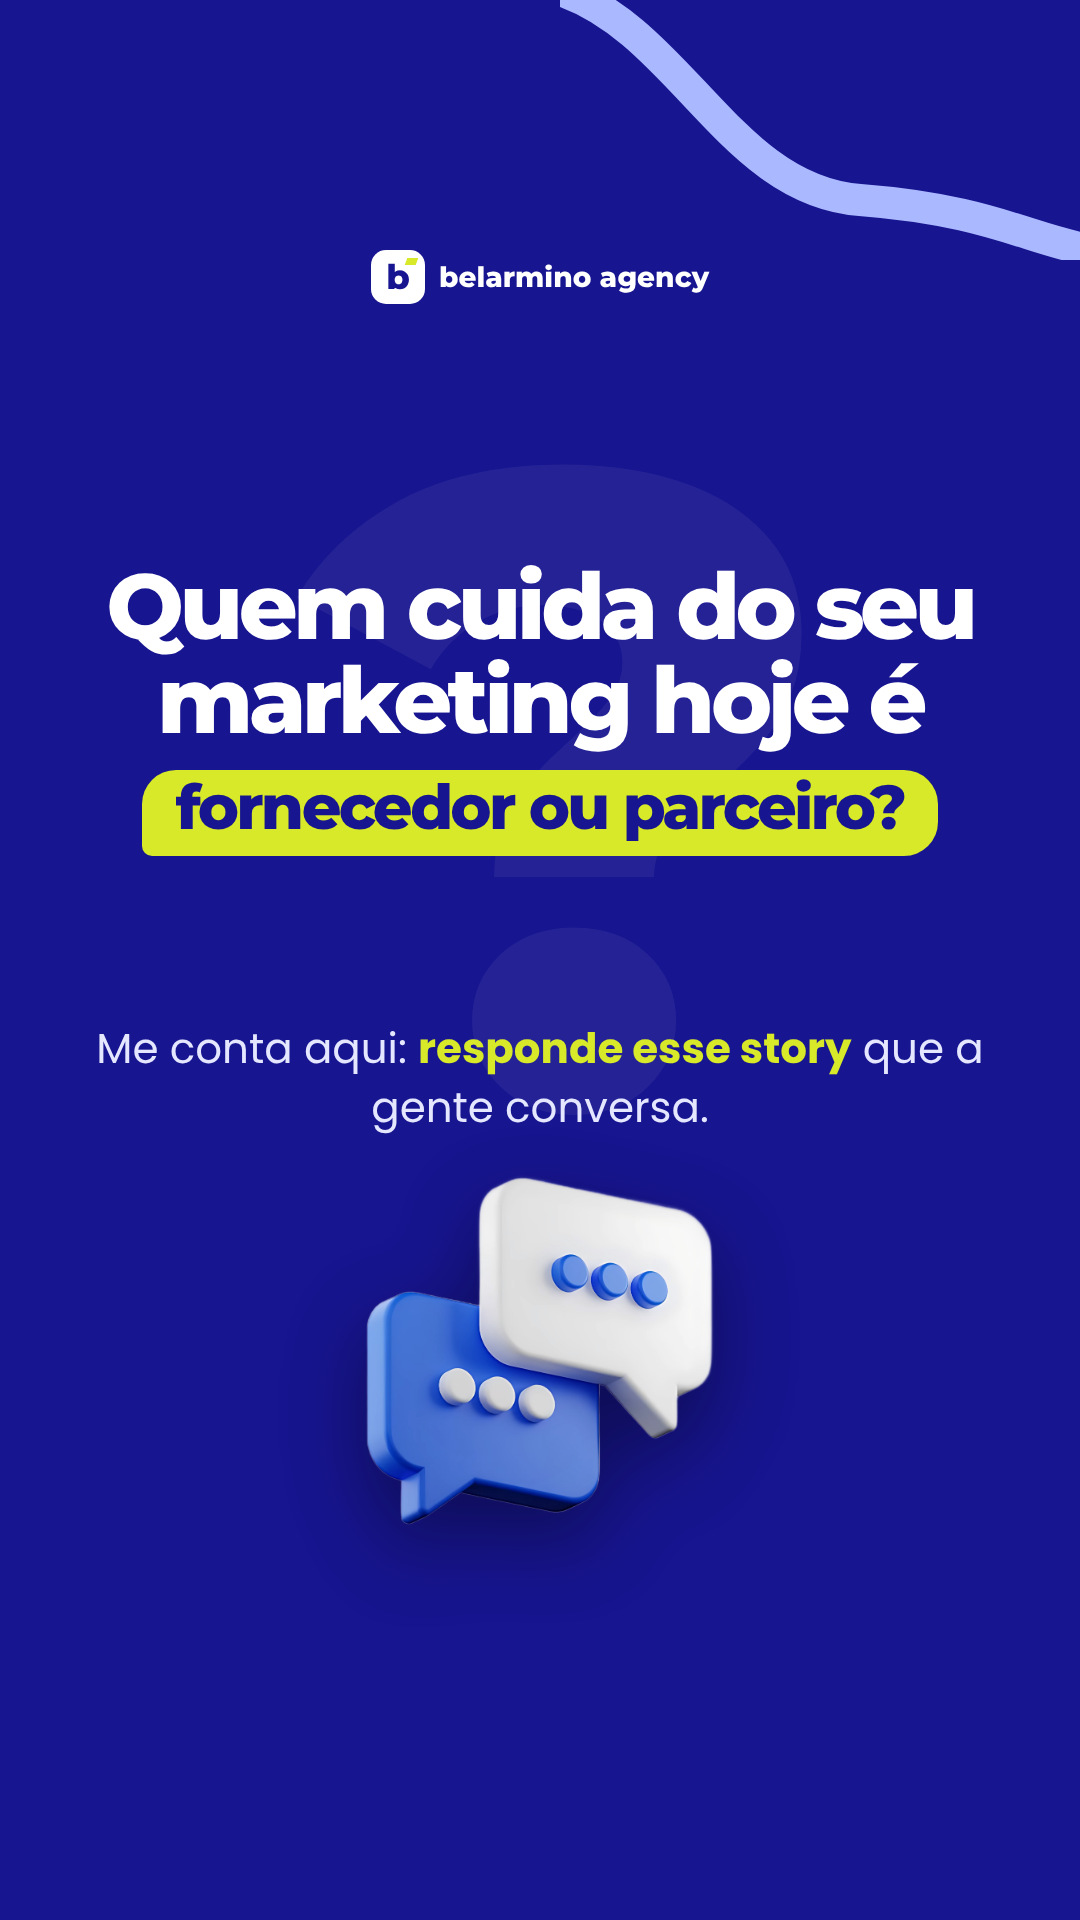 b belarmino agency
Quem cuida do seu
marketing hoje é
fornecedor ou parceiro?
Me conta aqui: responde esse story que a
gente conversa.